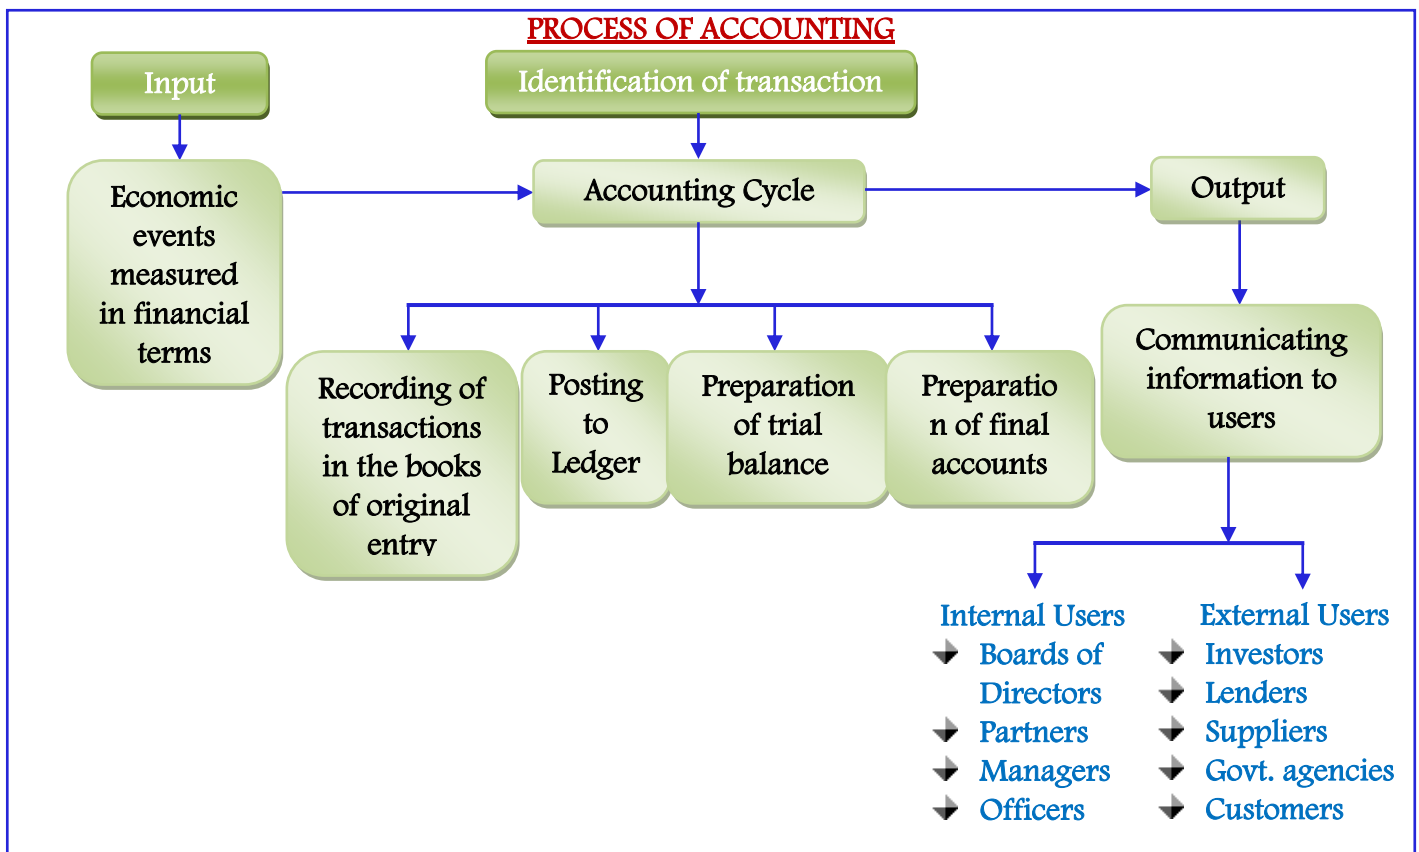 PROCESS OF ACCOUNTING
Input
Identification of transaction
Economic
events
measured
in financial
terms
Accounting Cycle
Output
Recording of
transactions
in the books
of original
entry
Posting
to
Ledger
Preparation
of trial
balance
Preparatio
n of final
accounts
Communicating
information to
users
Internal Users
Boards of
Directors
Partners
Managers
Officers
External Users
Investors
Lenders
Suppliers
Govt. agencies
Customers